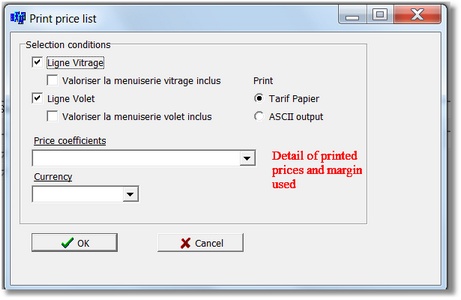 Print price list
Selection conditions
Ligne Vitrage
Valoriser la menuiserie vitrage inclus
Print
Ligne Volet
Tarif Papier
Valoriser la menuiserie volet inclus
ASCII output
Price coefficients
Detail of printed
prices and margin
used
Currency
OK
Cancel